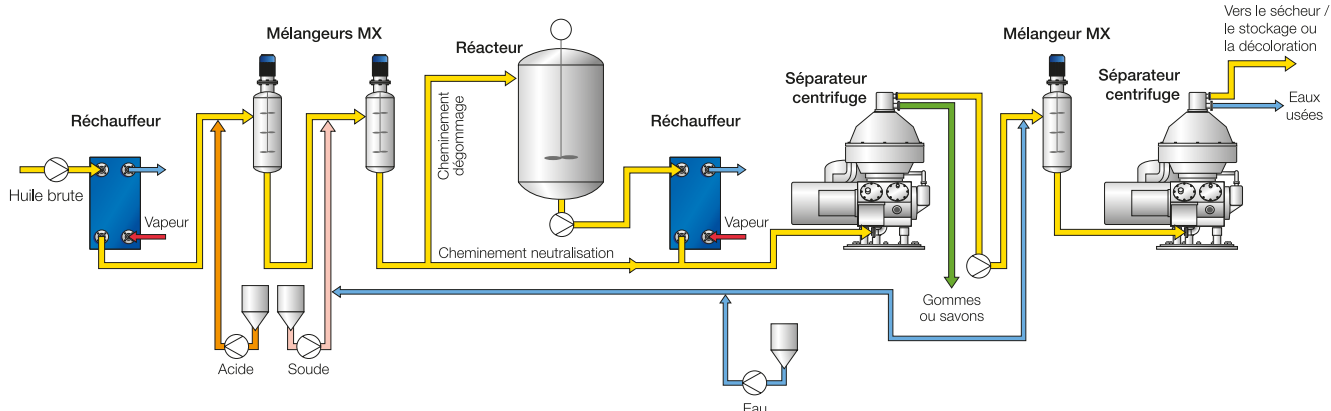 Vers le sécheur /
le stockage ou
la décoloration
Mélangeurs MX
Réacteur
Mélangeur MX
Séparateur
centrifuge
Séparateur
centrifuge
Eaux
usées
Réchauffeur
Cheminement
dégommage
Réchauffeur
Huile brute
Vapeur
Vapeur
Cheminement neutralisation
Gommes
ou savons
Acide
Soude
Eau